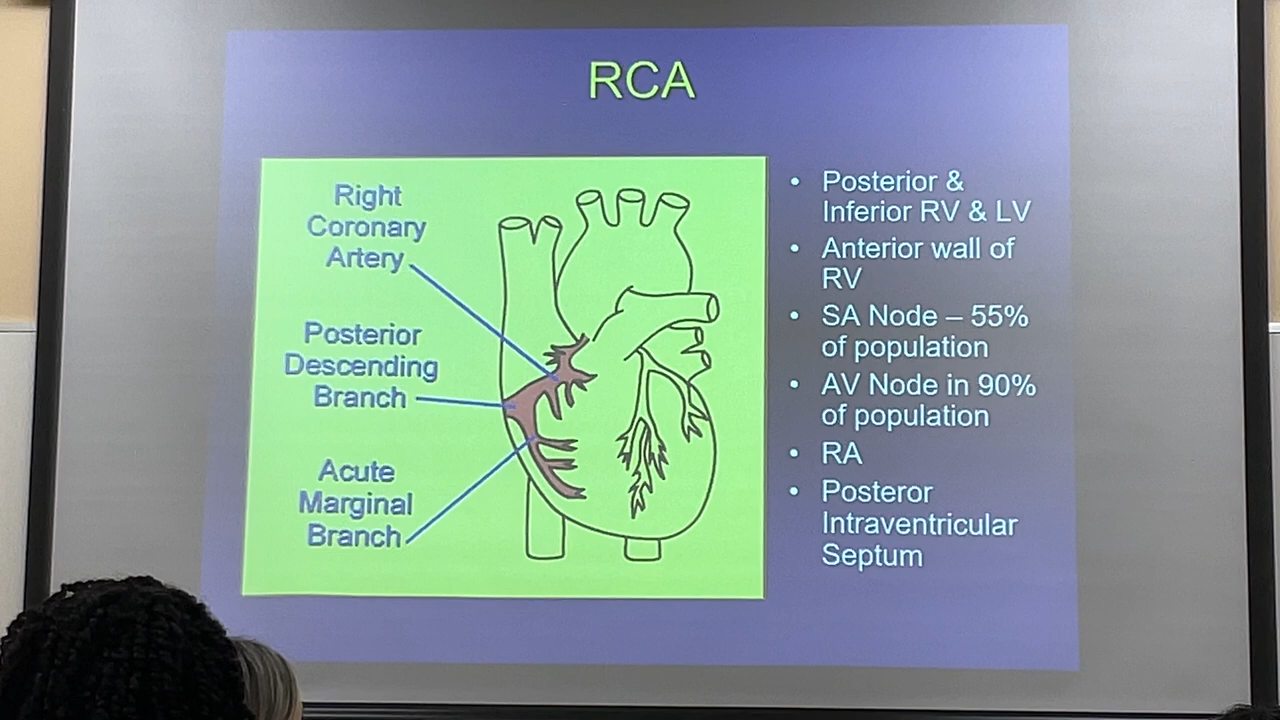 RCA
Right
Coronary
Artery
Posterior
Descending
Branch
Acute
Marginal
Branch
• Posterior &
Inferior RV & LV
• Anterior wall of
RV
• SA Node – 55%
of population
• AV Node in 90%
of population
• RA
• Posteror
Intraventricular
Septum